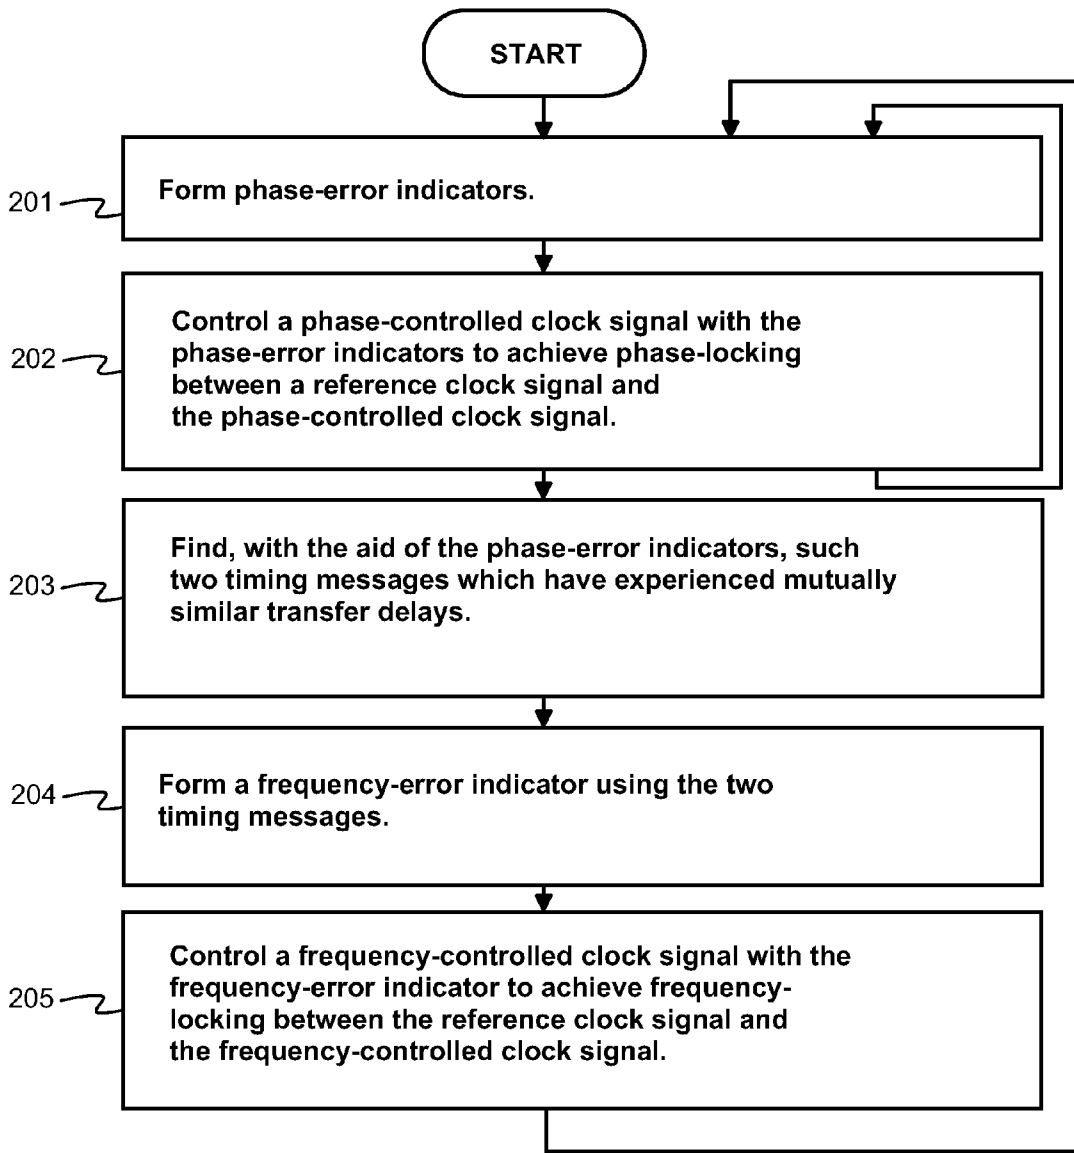 START
201
Form phase-error indicators.
202
Control a phase-controlled clock signal with the
phase-error indicators to achieve phase-locking
between a reference clock signal and
the phase-controlled clock signal.
203
Find, with the aid of the phase-error indicators, such
two timing messages which have experienced mutually
similar transfer delays.
204
Form a frequency-error indicator using the two
timing messages.
205
Control a frequency-controlled clock signal with the
frequency-error indicator to achieve frequency-
locking between the reference clock signal and
the frequency-controlled clock signal.